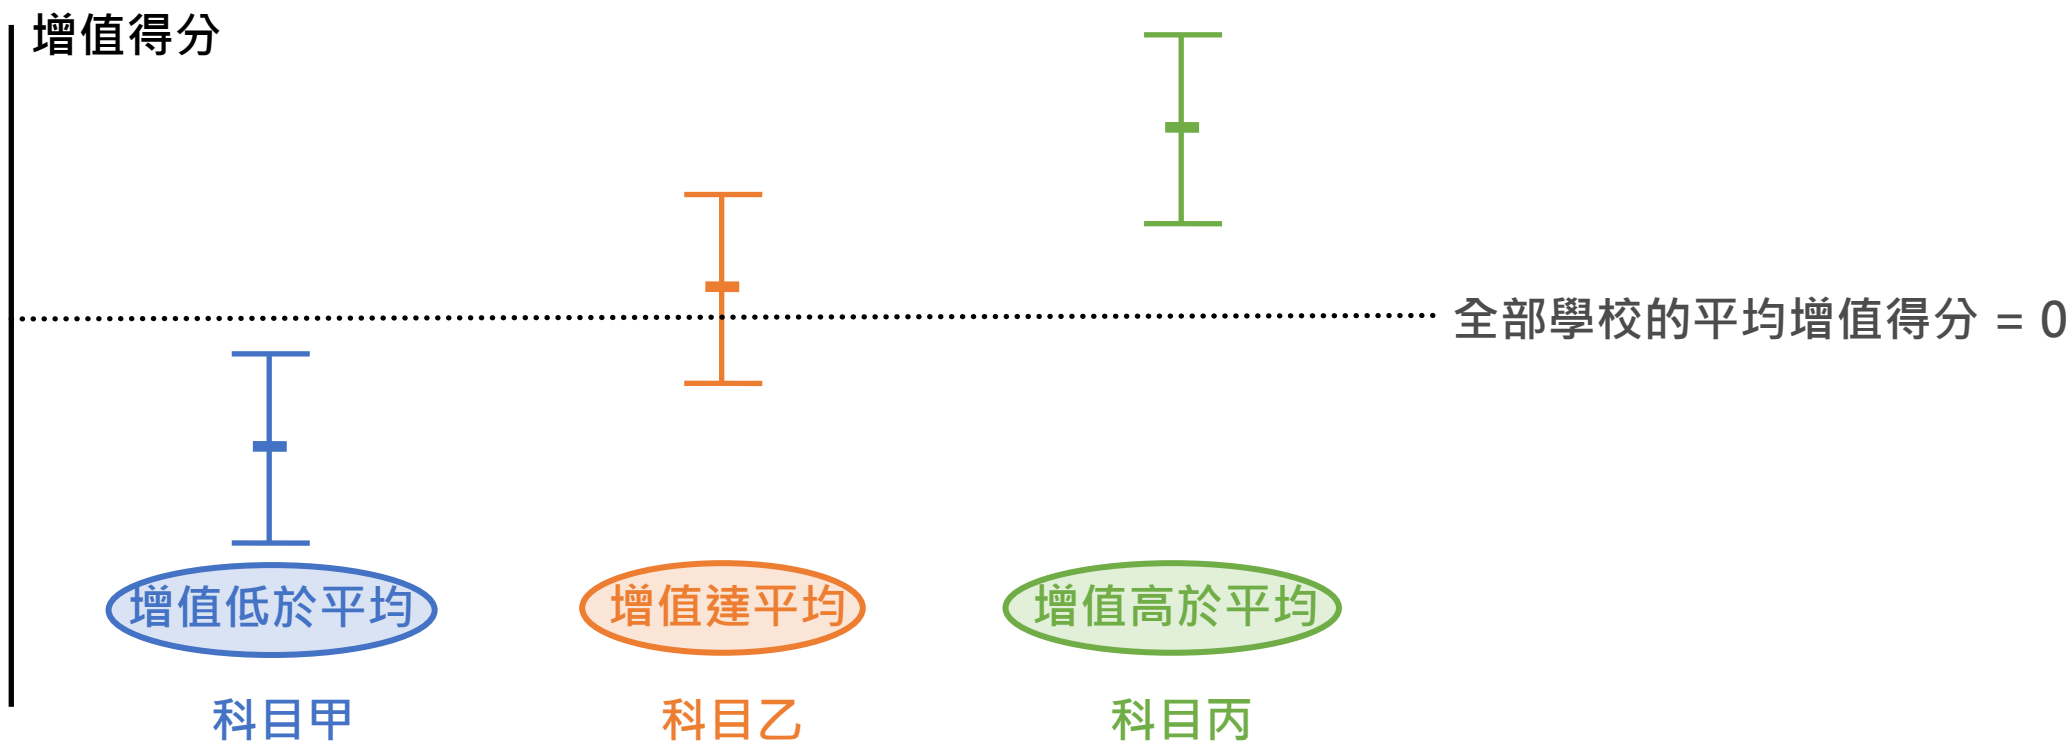 增值得分
全部學校的平均增值得分 = 0
增值低於平均
增值達平均
增值高於平均
科目甲
科目乙
科目丙